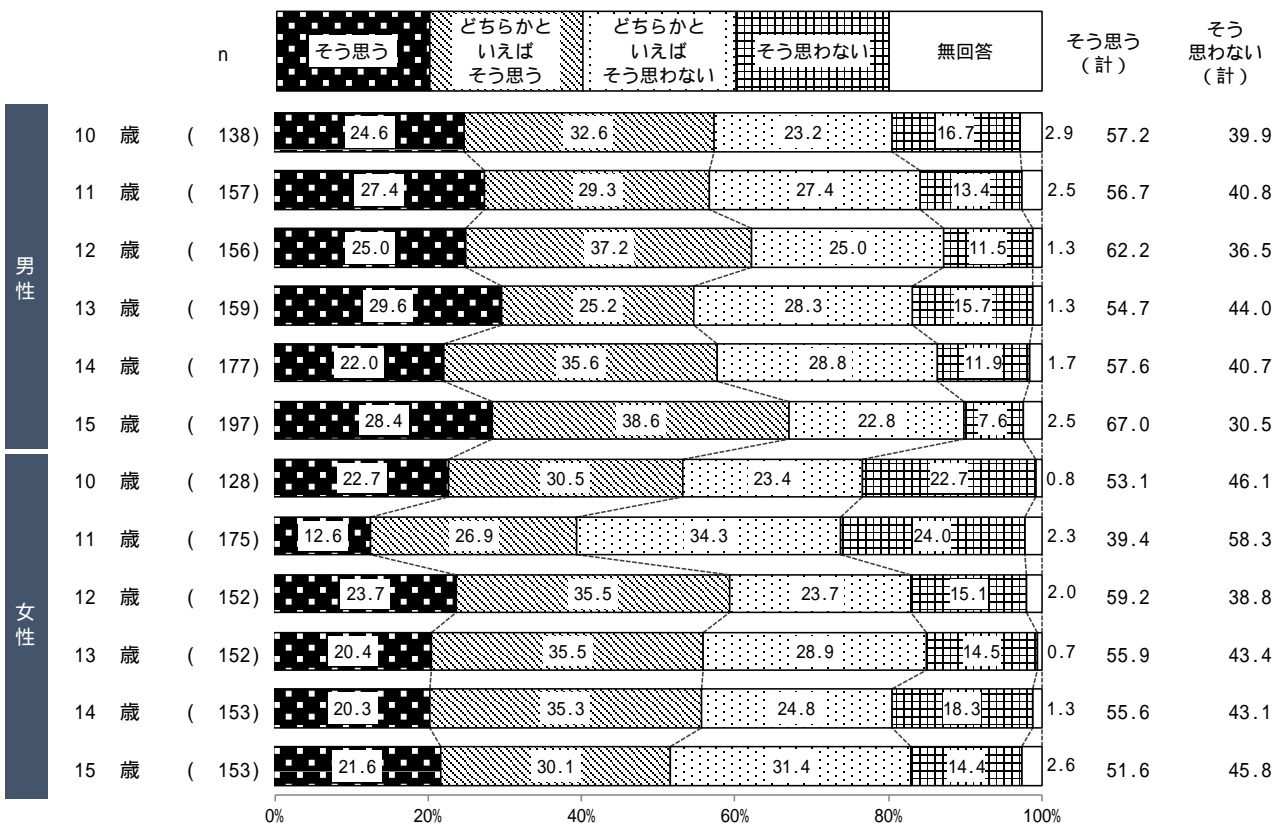 n
そう思う
どちらかと
いえば
そう思う
どちらかと
いえば
そう思わない
そう思わない
無回答
そう思う
（計）
そう
思わない
（計）
男性
10 歳 ( 138) 24.6 32.6 23.2 16.7 2.9 57.2 39.9
11 歳 ( 157) 27.4 29.3 27.4 13.4 2.5 56.7 40.8
12 歳 ( 156) 25.0 37.2 25.0 11.5 1.3 62.2 36.5
13 歳 ( 159) 29.6 25.2 28.3 15.7 1.3 54.7 44.0
14 歳 ( 177) 22.0 35.6 28.8 11.9 1.7 57.6 40.7
15 歳 ( 197) 28.4 38.6 22.8 7.6 2.5 67.0 30.5
女性
10 歳 ( 128) 22.7 30.5 23.4 22.7 0.8 53.1 46.1
11 歳 ( 175) 12.6 26.9 34.3 24.0 2.3 39.4 58.3
12 歳 ( 152) 23.7 35.5 23.7 15.1 2.0 59.2 38.8
13 歳 ( 152) 20.4 35.5 28.9 14.5 0.7 55.9 43.4
14 歳 ( 153) 20.3 35.3 24.8 18.3 1.3 55.6 43.1
15 歳 ( 153) 21.6 30.1 31.4 14.4 2.6 51.6 45.8
0% 20% 40% 60% 80% 100%